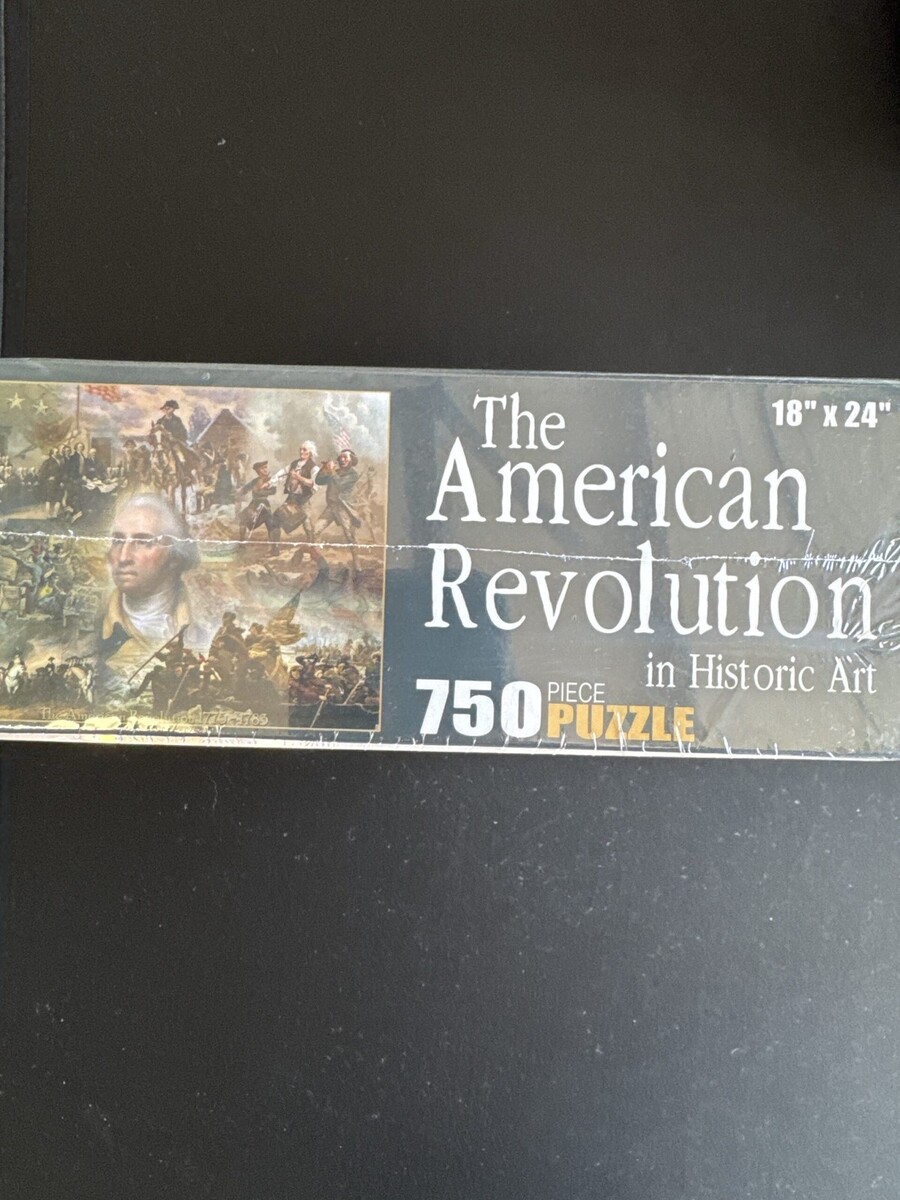 The
18" x 24"
American
Revolution
in Historic Art
750 PIECE
PUZZLE